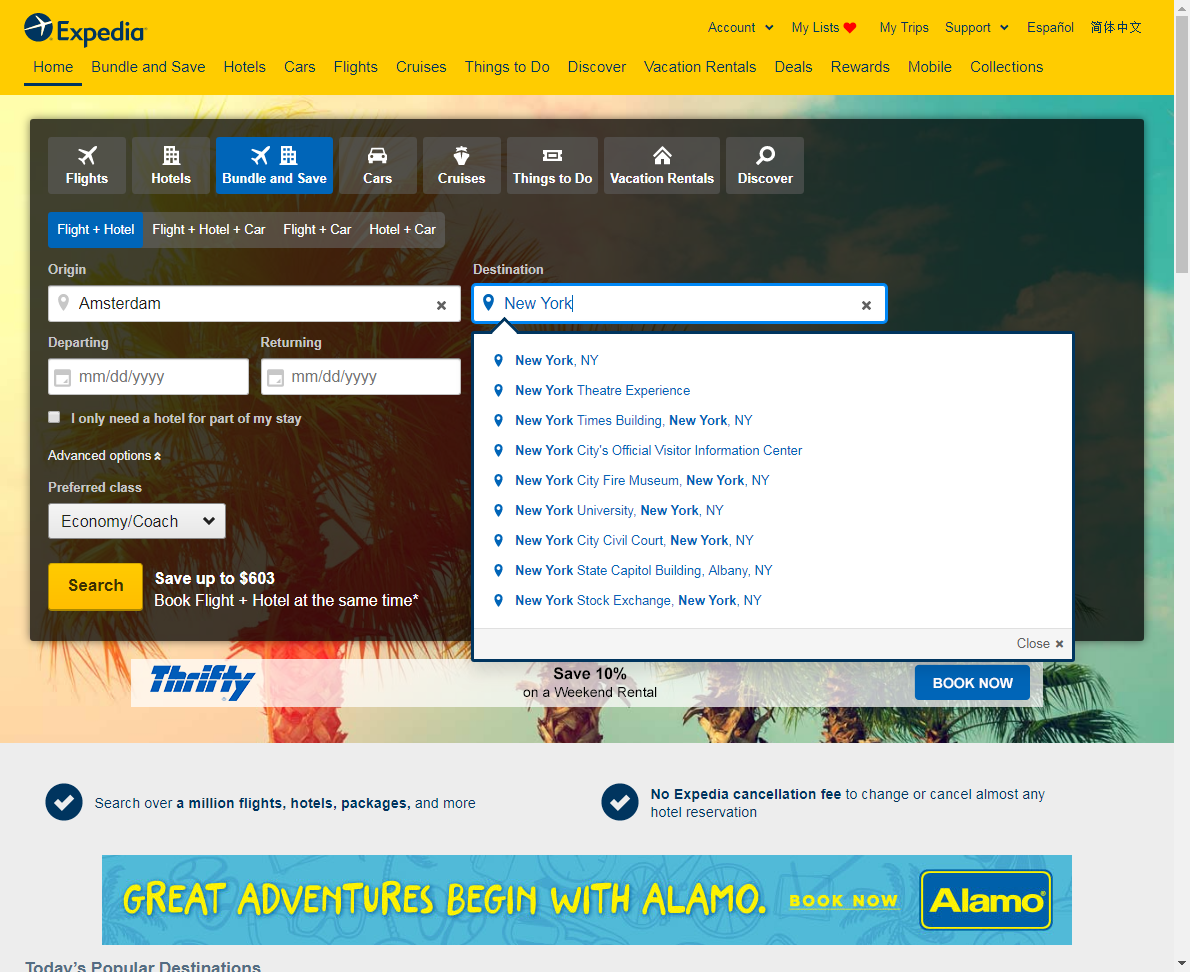 Expedia
Account My Lists My Trips Support Español 简体中文
Home Bundle and Save Hotels Cars Flights Cruises Things to Do Discover Vacation Rentals Deals Rewards Mobile Collections
Flights Hotels Bundle and Save Cars Cruises Things to Do Vacation Rentals Discover
Flight + Hotel Flight + Hotel + Car Flight + Car Hotel + Car
Origin
Amsterdam
Destination
New York
Departing
mm/dd/yyyy
Returning
mm/dd/yyyy
I only need a hotel for part of my stay
Advanced options
Preferred class
Economy/Coach
Search
Save up to $603
Book Flight + Hotel at the same time*
New York, NY
New York Theatre Experience
New York Times Building, New York, NY
New York City's Official Visitor Information Center
New York City Fire Museum, New York, NY
New York University, New York, NY
New York City Civil Court, New York, NY
New York State Capitol Building, Albany, NY
New York Stock Exchange, New York, NY
Close
Thrifty
Save 10%
on a Weekend Rental
BOOK NOW
Search over a million flights, hotels, packages, and more
No Expedia cancellation fee to change or cancel almost any
hotel reservation
GREAT ADVENTURES BEGIN WITH ALAMO.
BOOK NOW
Alamo
Today's Popular Destinations